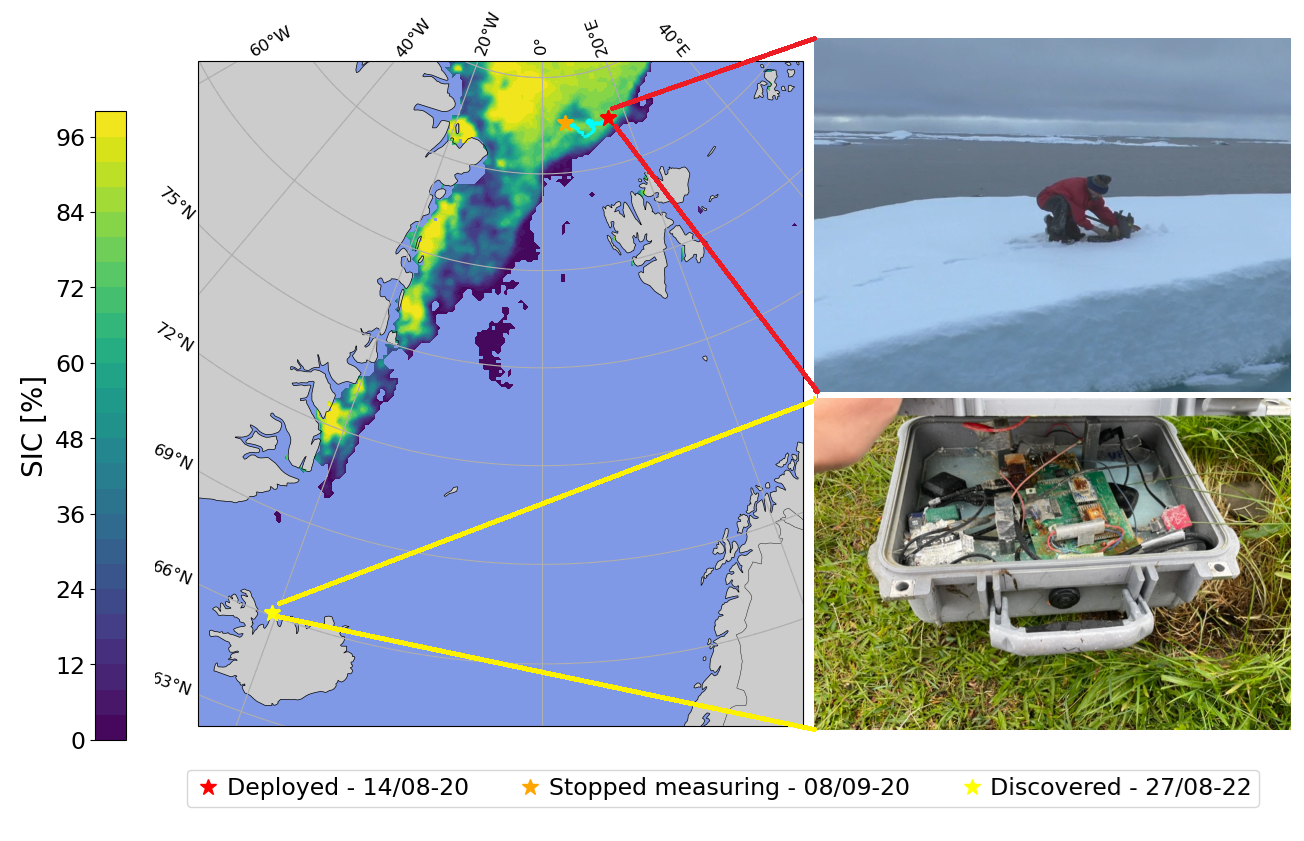 60°W
40°W
20°W
0°
20°E
40°E
75°N
72°N
69°N
66°N
63°N
SIC [%]
96
84
72
60
48
36
24
12
0
Deployed - 14/08-20
Stopped measuring - 08/09-20
Discovered - 27/08-22